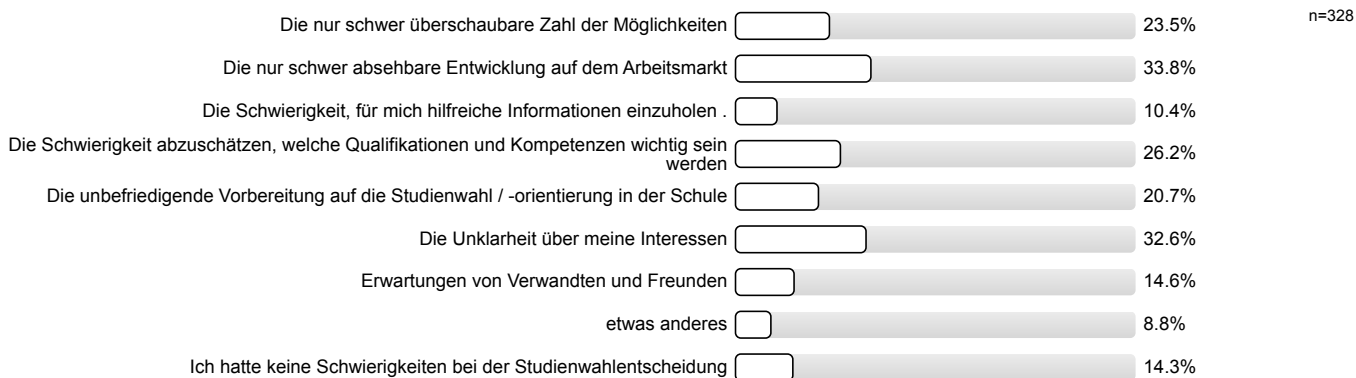 Die nur schwer überschaubare Zahl der Möglichkeiten 23.5% n=328
Die nur schwer absehbare Entwicklung auf dem Arbeitsmarkt 33.8%
Die Schwierigkeit, für mich hilfreiche Informationen einzuholen . 10.4%
Die Schwierigkeit abzuschätzen, welche Qualifikationen und Kompetenzen wichtig sein
werden 26.2%
Die unbefriedigende Vorbereitung auf die Studienwahl / -orientierung in der Schule 20.7%
Die Unklarheit über meine Interessen 32.6%
Erwartungen von Verwandten und Freunden 14.6%
etwas anderes 8.8%
Ich hatte keine Schwierigkeiten bei der Studienwahlentscheidung 14.3%